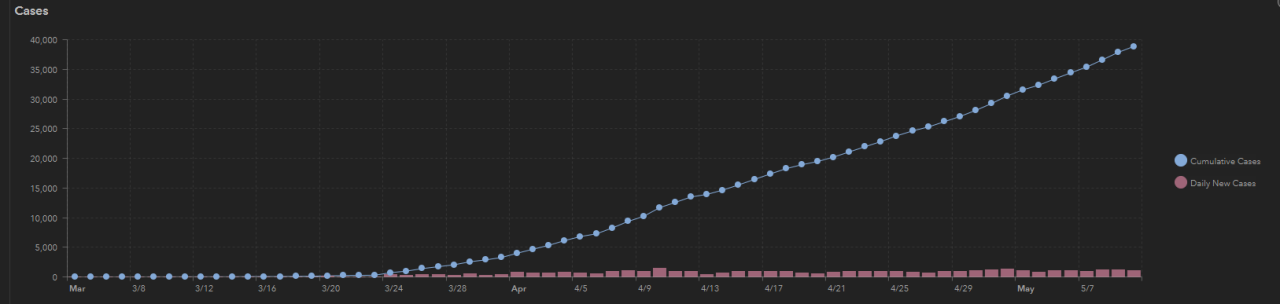 Cases
40,000
35,000
30,000
25,000
20,000
15,000
10,000
5,000
0
Mar 3/8 3/12 3/16 3/20 3/24 3/28 Apr 4/5 4/9 4/13 4/17 4/21 4/25 4/29 May 5/7
Cumulative Cases
Daily New Cases